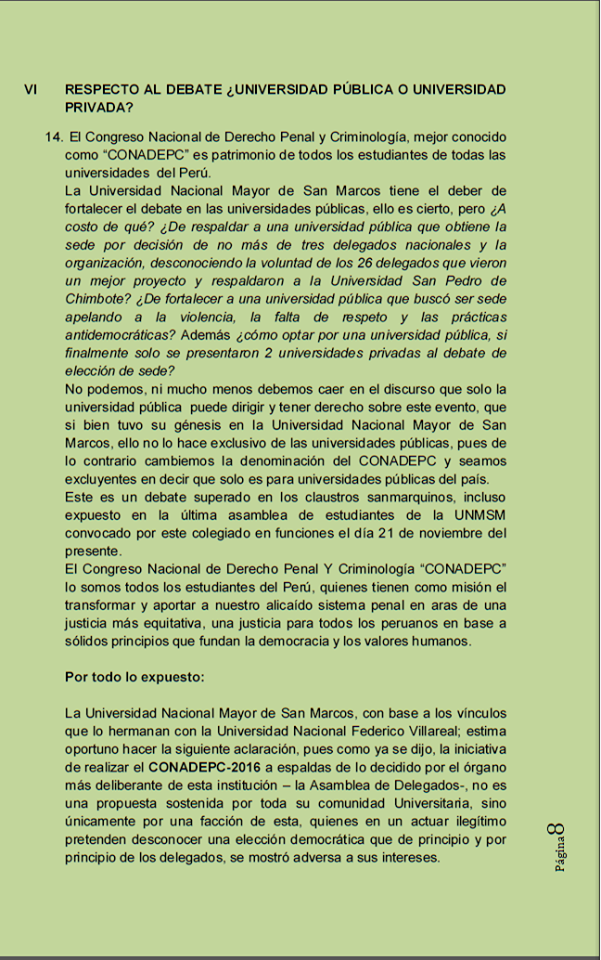 VI RESPECTO AL DEBATE ¿UNIVERSIDAD PÚBLICA O UNIVERSIDAD
PRIVADA?
14. El Congreso Nacional de Derecho Penal y Criminología, mejor conocido
como “CONADEPC” es patrimonio de todos los estudiantes de todas las
universidades del Perú.
La Universidad Nacional Mayor de San Marcos tiene el deber de
fortalecer el debate en las universidades públicas, ello es cierto, pero ¿A
costo de qué? ¿De respaldar a una universidad pública que obtiene la
sede por decisión de no más de tres delegados nacionales y la
organización, desconociendo la voluntad de los 26 delegados que vieron
un mejor proyecto y respaldaron a la Universidad San Pedro de
Chimbote? ¿De fortalecer a una universidad pública que buscó ser sede
apelando a la violencia, la falta de respeto y las prácticas
antidemocráticas? Además ¿cómo optar por una universidad pública, si
finalmente solo se presentaron 2 universidades privadas al debate de
elección de sede?
No podemos, ni mucho menos debemos caer en el discurso que solo la
universidad pública puede dirigir y tener derecho sobre este evento, que
si bien tuvo su génesis en la Universidad Nacional Mayor de San
Marcos, ello no lo hace exclusivo de las universidades públicas, pues de
lo contrario cambiemos la denominación del CONADEPC y seamos
excluyentes en decir que solo es para universidades públicas del país.
Este es un debate superado en los claustros sanmarquinos, incluso
expuesto en la última asamblea de estudiantes de la UNMSM
convocado por este colegiado en funciones el día 21 de noviembre del
presente.
El Congreso Nacional de Derecho Penal Y Criminología “CONADEPC”
lo somos todos los estudiantes del Perú, quienes tienen como misión el
transformar y aportar a nuestro alicaído sistema penal en aras de una
justicia más equitativa, una justicia para todos los peruanos en base a
sólidos principios que fundan la democracia y los valores humanos.
Por todo lo expuesto:
La Universidad Nacional Mayor de San Marcos, con base a los vínculos
que lo hermanan con la Universidad Nacional Federico Villareal; estima
oportuno hacer la siguiente aclaración, pues como ya se dijo, la iniciativa
de realizar el CONADEPC-2016 a espaldas de lo decidido por el órgano
más deliberante de esta institución – la Asamblea de Delegados-, no es
una propuesta sostenida por toda su comunidad Universitaria, sino
únicamente por una facción de esta, quienes en un actuar ilegítimo
pretenden desconocer una elección democrática que de principio y por
principio de los delegados, se mostró adversa a sus intereses.
Página8